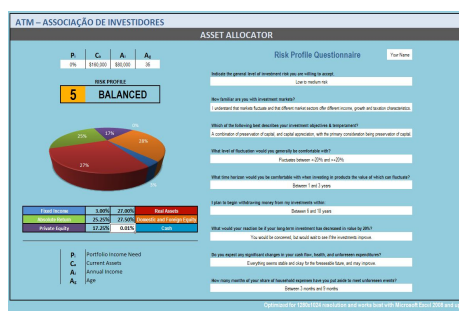 ATM – ASSOCIAÇÃO DE INVESTIDORES
ASSET ALLOCATOR
Pᵢ Cₐ Aᵢ A₉
0% $160,000 $80,000 35
RISK PROFILE
5 BALANCED
25% 17% 28% 27%
Fixed Income 3.00% 27.00% Real Assets
Absolute Return 25.25% 27.50% Domestic and Foreign Equity
Private Equity 17.25% 0.01% Cash
Pᵢ Portfolio Income Need
Cₐ Current Assets
Aᵢ Annual Income
A₉ Age
Risk Profile Questionnaire Your Name
Indicate the general level of investment risk you are willing to accept.
Low to medium risk
How familiar are you with investment markets?
I understand that markets fluctuate and that different market sectors offer different income, growth and taxation characteristics.
Which of the following best describes your investment objectives & temperament?
A combination of preservation of capital, and capital appreciation, with the primary consideration being preservation of capital.
What level of fluctuation would you generally be comfortable with?
Fluctuates between +20% and
What time horizon would you be comfortable with when investing in products the value of which can fluctuate?
Between 1 and 3 years
I plan to begin withdrawing money from my investments within:
Between 8 and 10 years
What would your reaction be if your long-term investment has decreased in value by 20%?
You would be concerned, but would wait to see if the investments improve.
Do you expect any significant changes in your cash flow, health, and unforeseen expenditures?
Everything seems stable and okay for the foreseeable future, and may improve.
How many months of your share of household expenses have you put aside to meet unforeseen events?
Between 3 months and 5 months
Optimized for 1280x1024 resolution and works best with Microsoft Excel 2009 and up